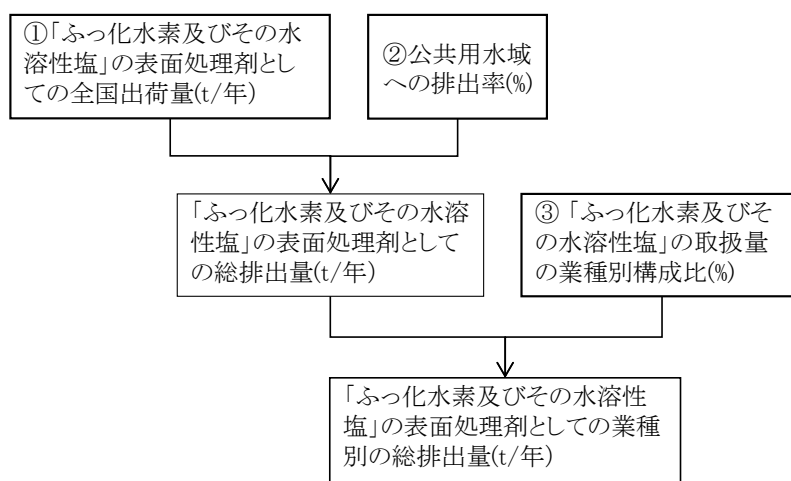 ①「ふっ化水素及びその水
溶性塩」の表面処理剤とし
ての全国出荷量(t/年)
②公共用水域
への排出率(%)
「ふっ化水素及びその水溶
性塩」の表面処理剤として
の総排出量(t/年)
③「ふっ化水素及びそ
の水溶性塩」の取扱量
の業種別構成比(%)
「ふっ化水素及びその水溶性
塩」の表面処理剤としての業種
別の総排出量(t/年)